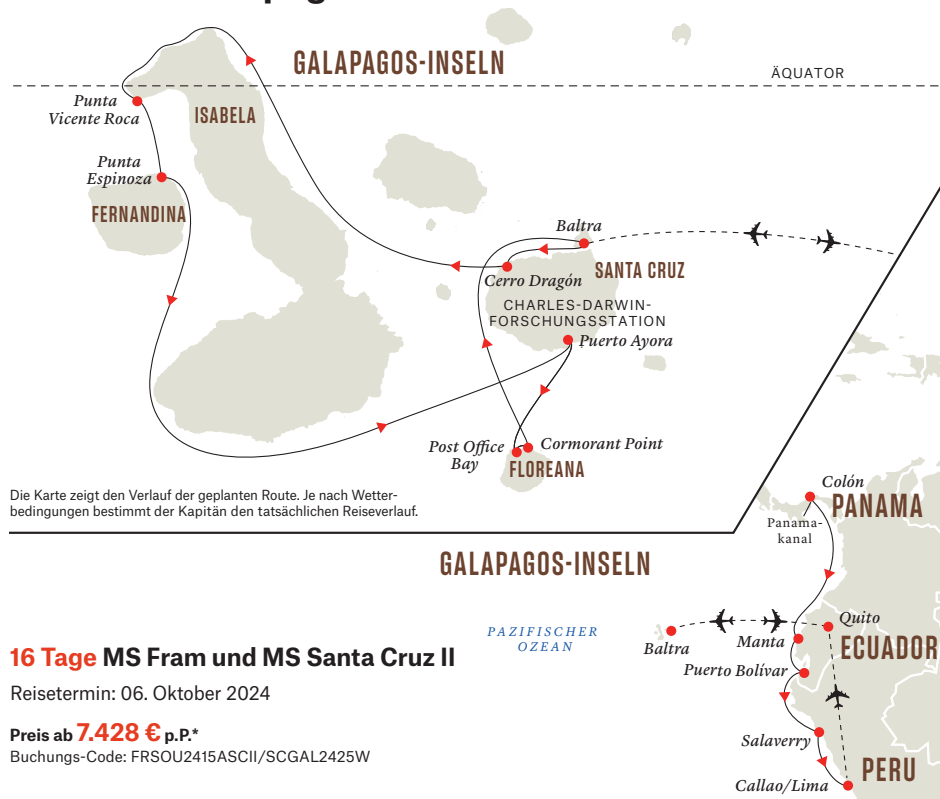 GALAPAGOS-INSELN
ÄQUATOR
Punta
Vicente Roca
ISABELA
Punta
Espinoza
FERNANDINA
Baltra
SANTA CRUZ
Cerro Dragón
CHARLES-DARWIN-
FORSCHUNGSSTATION
Puerto Ayora
Post Office
Bay
Cormorant Point
FLOREANA
Die Karte zeigt den Verlauf der geplanten Route. Je nach Wetter-
bedingungen bestimmt der Kapitän den tatsächlichen Reiseverlauf.
Colón
PANAMA
Panama-
kanal
GALAPAGOS-INSELN
PAZIFISCHER
OZEAN
Baltra
Manta
Quito
ECUADOR
Puerto Bolívar
Salaverry
Callao/Lima
PERU
16 Tage MS Fram und MS Santa Cruz II
Reisetermin: 06. Oktober 2024
Preis ab 7.428 € p.P.*
Buchungs-Code: FRSOU2415ASCII/SCGAL2425W